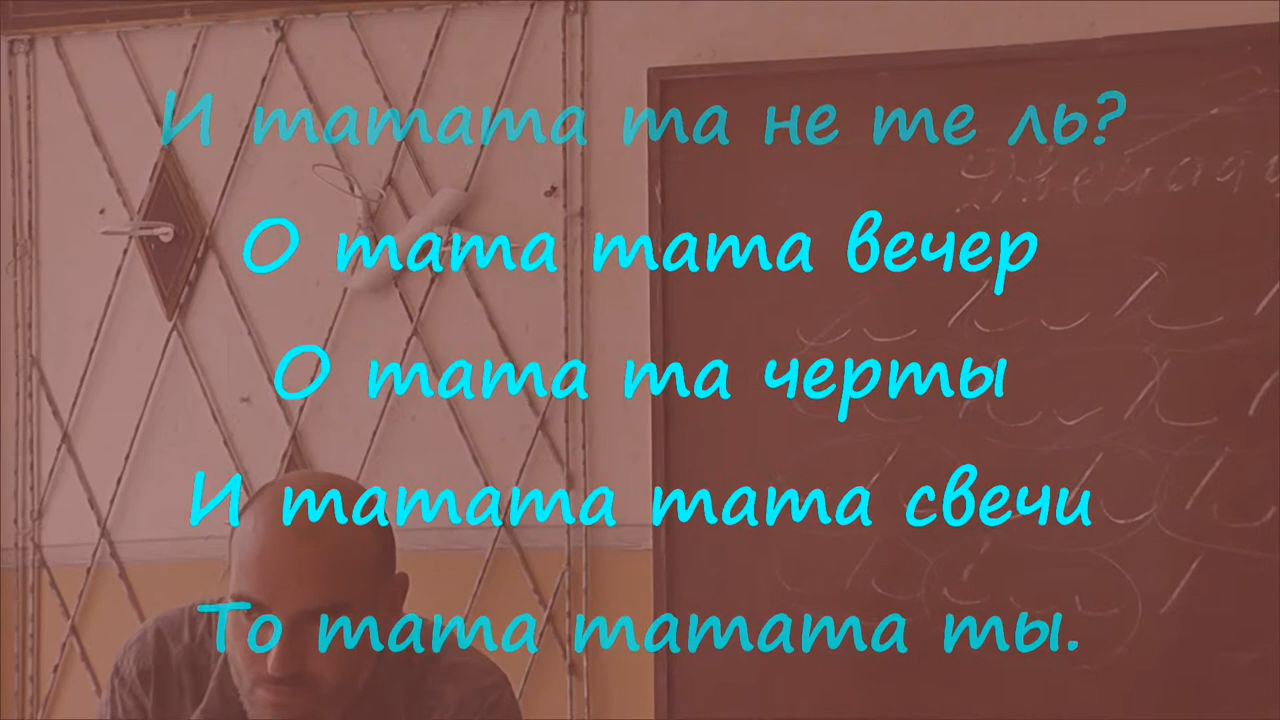 И татата та не те ль?
О тата тата вечер
О тата та черты
И татата тата свечи
То тата татата ты.